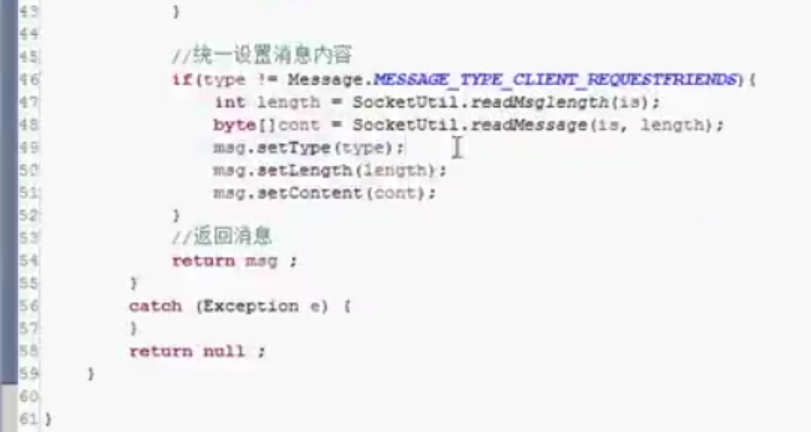 43 }
44
45 //统一设置消息内容
46 if(type != Message.MESSAGE_TYPE_CLIENT_REQUESTFRIENDS){
47 int length = SocketUtil.readMsglength(is);
48 byte[]cont = SocketUtil.readMessage(is, length);
49 msg.setType(type);
50 msg.setLength(length);
51 msg.setContent(cont);
52 }
53 //返回消息
54 return msg ;
55 }
56 catch (Exception e) {
57 }
58 return null ;
59 }
60
61 }